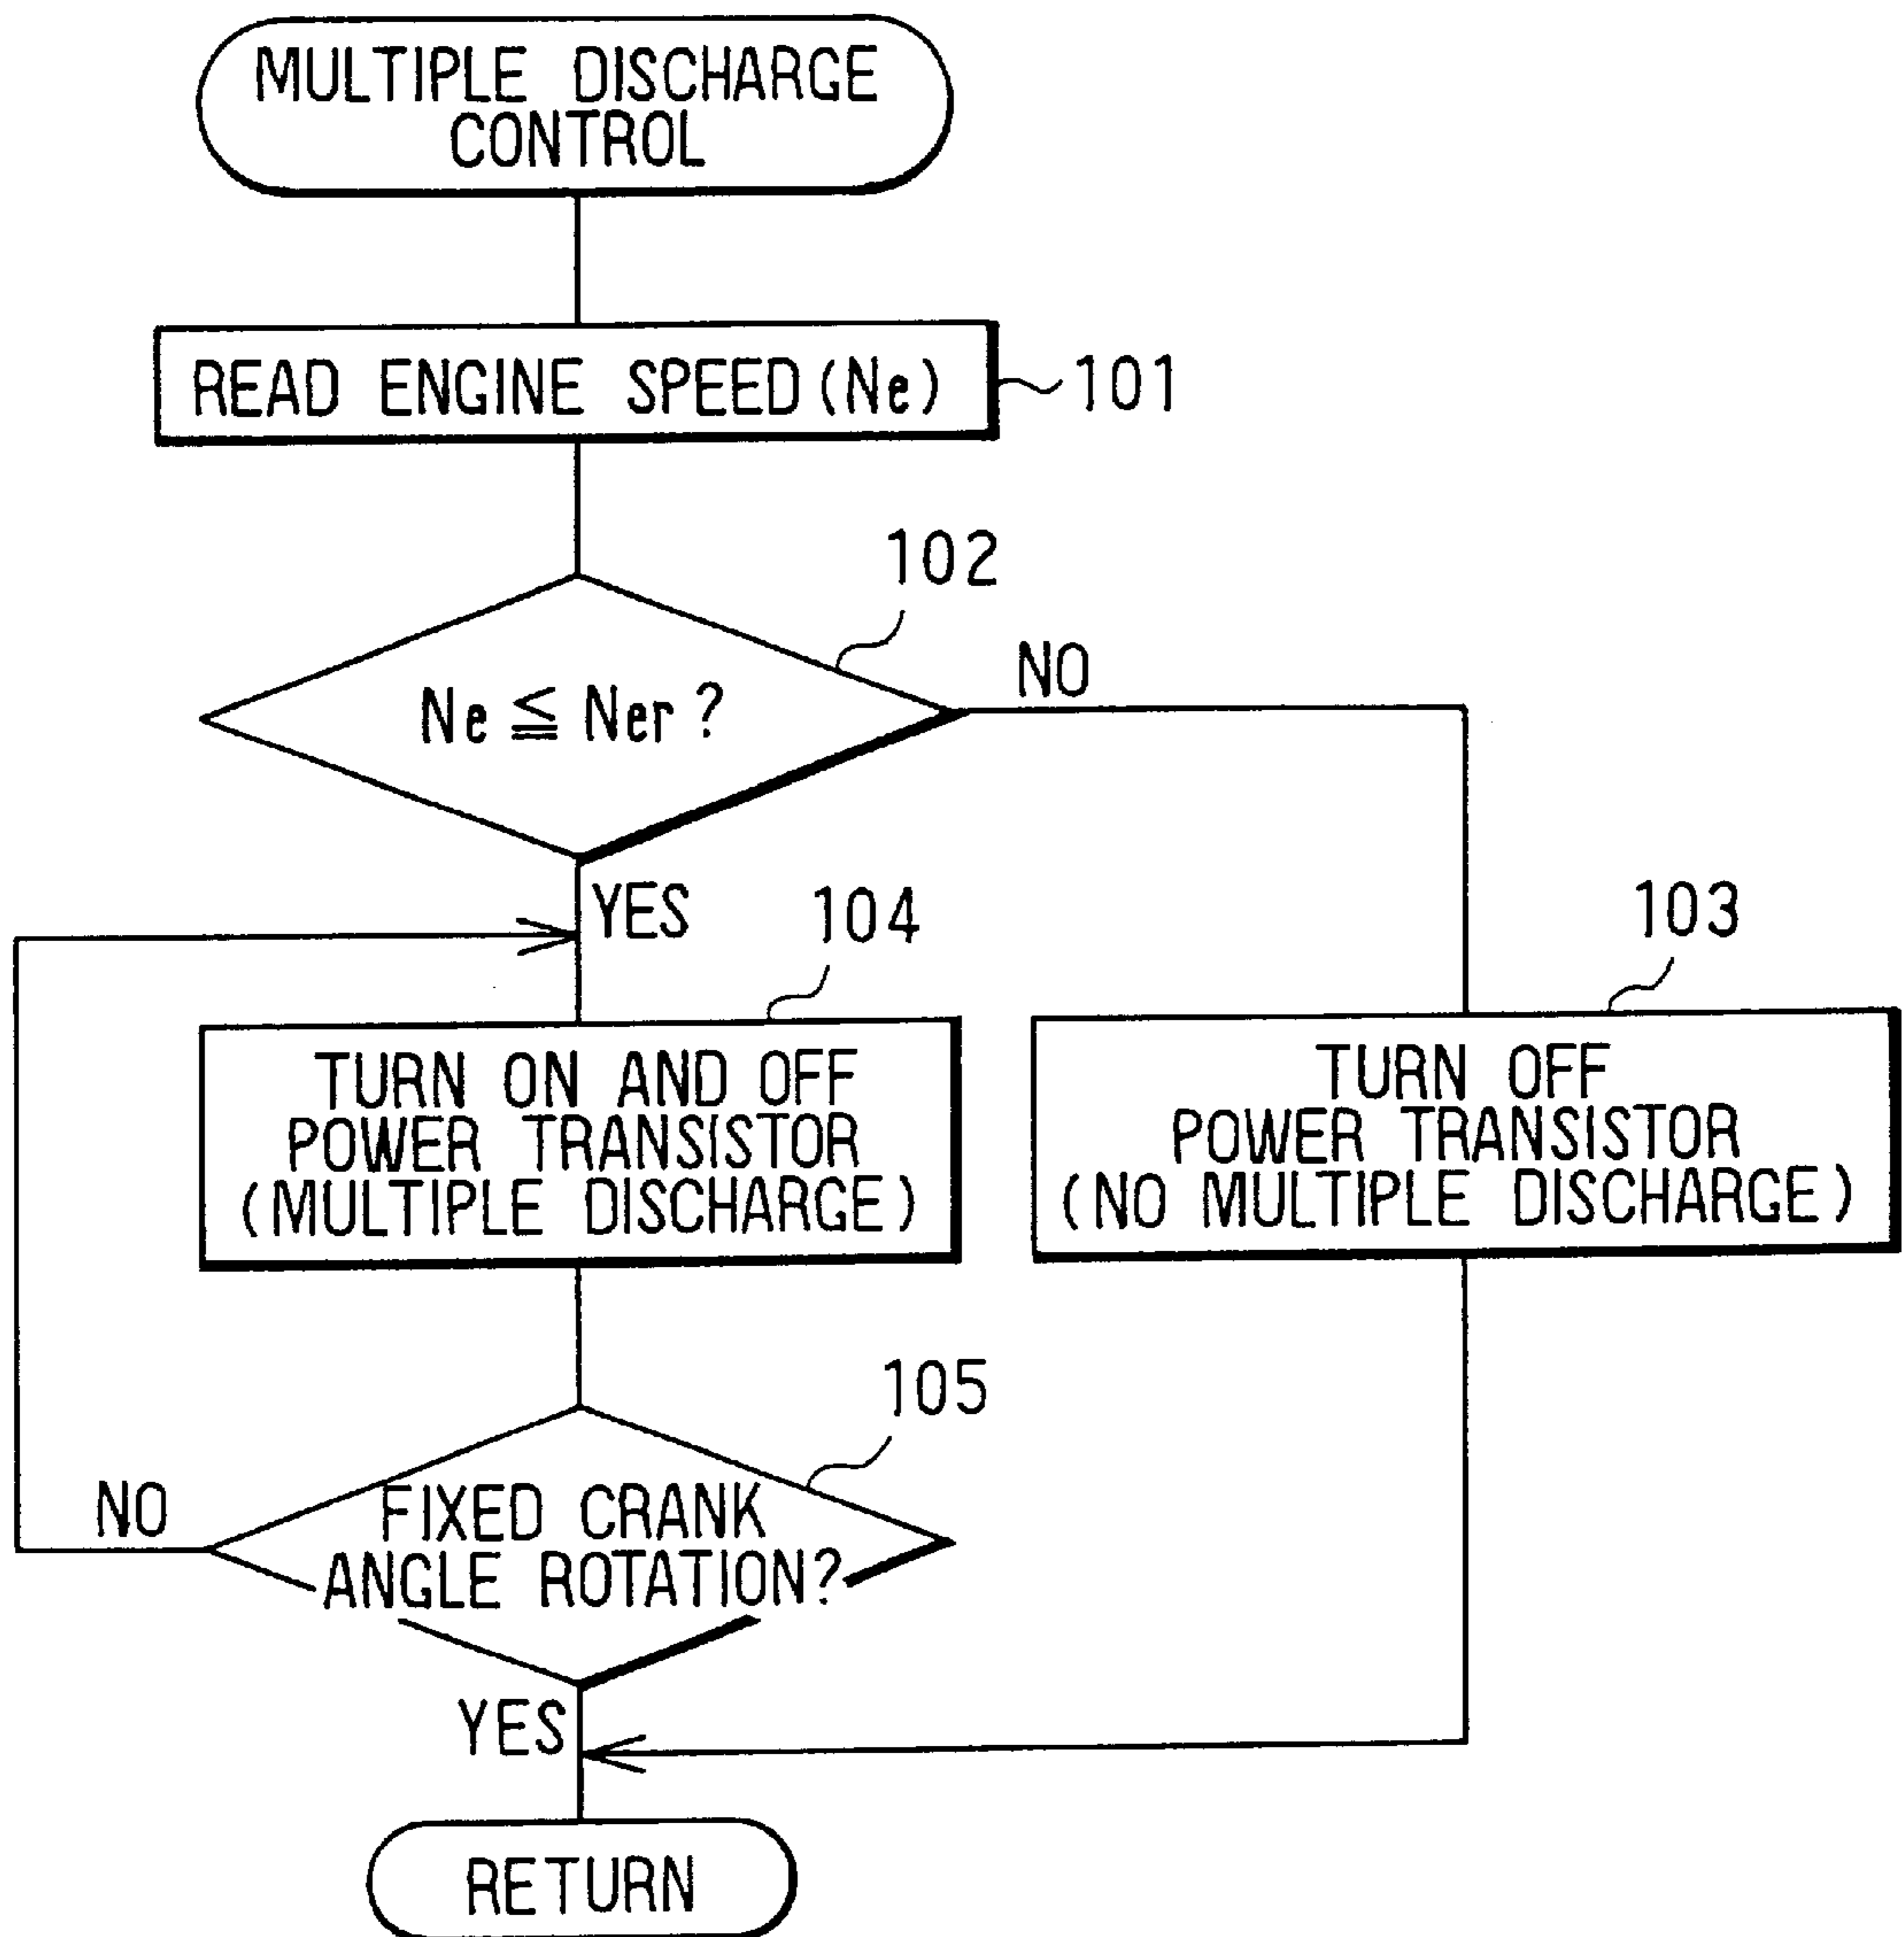 MULTIPLE DISCHARGE
CONTROL
READ ENGINE SPEED (Ne)
101
102
Ne ≦ Ner ?
NO
YES
104
103
TURN ON AND OFF
POWER TRANSISTOR
(MULTIPLE DISCHARGE)
TURN OFF
POWER TRANSISTOR
(NO MULTIPLE DISCHARGE)
105
NO
FIXED CRANK
ANGLE ROTATION?
YES
RETURN